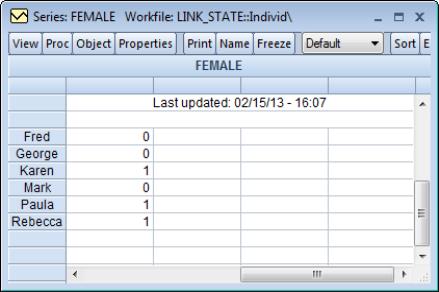 Series: FEMALE Workfile: LINK_STATE::Individ\
View Proc Object Properties Print Name Freeze Default Sort E
FEMALE
Last updated: 02/15/13 - 16:07
Fred 0
George 0
Karen 1
Mark 0
Paula 1
Rebecca 1